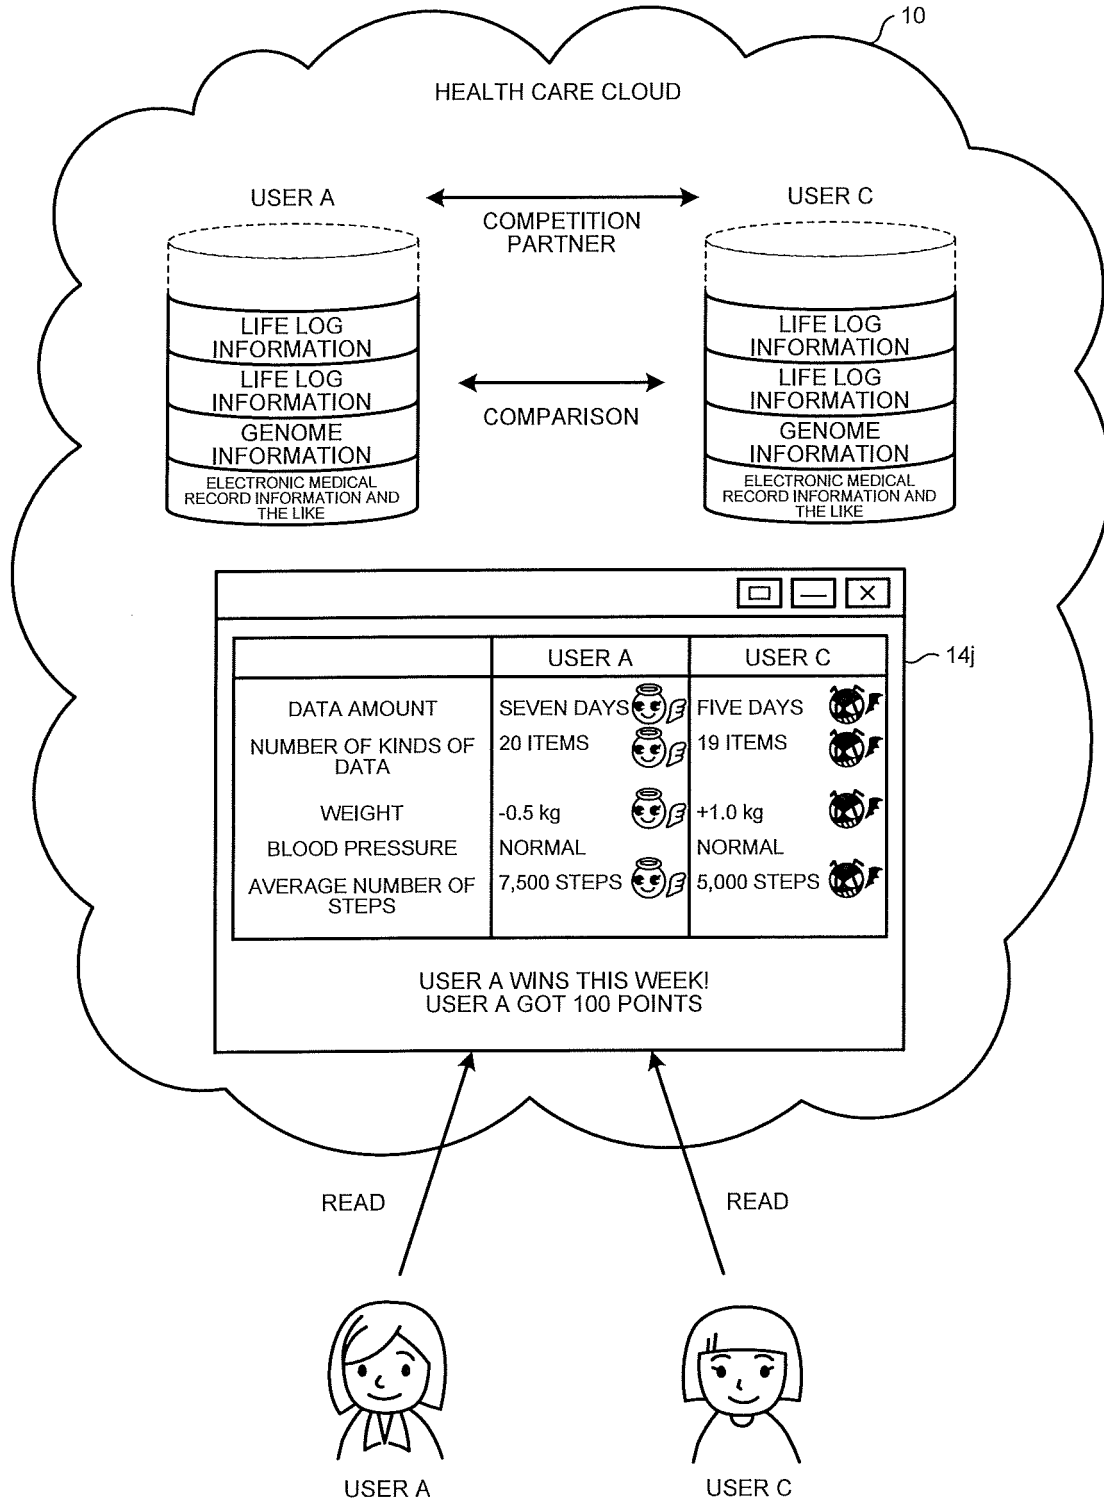 10
HEALTH CARE CLOUD
USER A
USER C
COMPETITION
PARTNER
LIFE LOG
INFORMATION
LIFE LOG
INFORMATION
GENOME
INFORMATION
ELECTRONIC MEDICAL
RECORD INFORMATION AND
THE LIKE
COMPARISON
LIFE LOG
INFORMATION
LIFE LOG
INFORMATION
GENOME
INFORMATION
ELECTRONIC MEDICAL
RECORD INFORMATION AND
THE LIKE
14j
USER A USER C
DATA AMOUNT SEVEN DAYS FIVE DAYS
NUMBER OF KINDS OF 20 ITEMS 19 ITEMS
DATA
WEIGHT -0.5 kg +1.0 kg
BLOOD PRESSURE NORMAL NORMAL
AVERAGE NUMBER OF 7,500 STEPS 5,000 STEPS
STEPS
USER A WINS THIS WEEK!
USER A GOT 100 POINTS
READ
READ
USER A
USER C